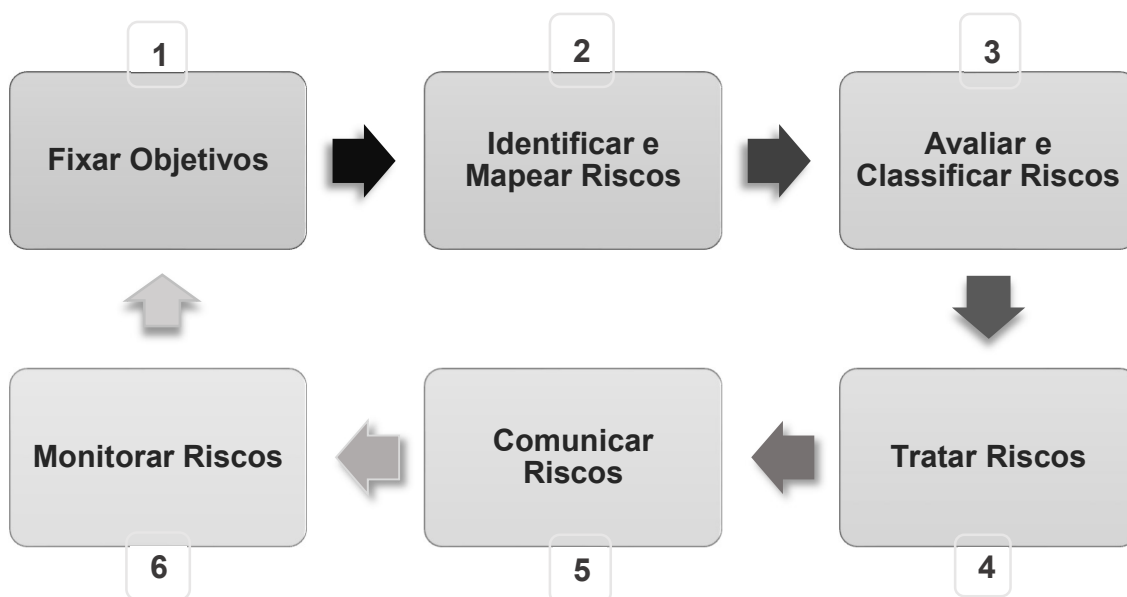 1
Fixar Objetivos
2
Identificar e
Mapear Riscos
3
Avaliar e
Classificar Riscos
Tratar Riscos
4
Comunicar
Riscos
5
Monitorar Riscos
6